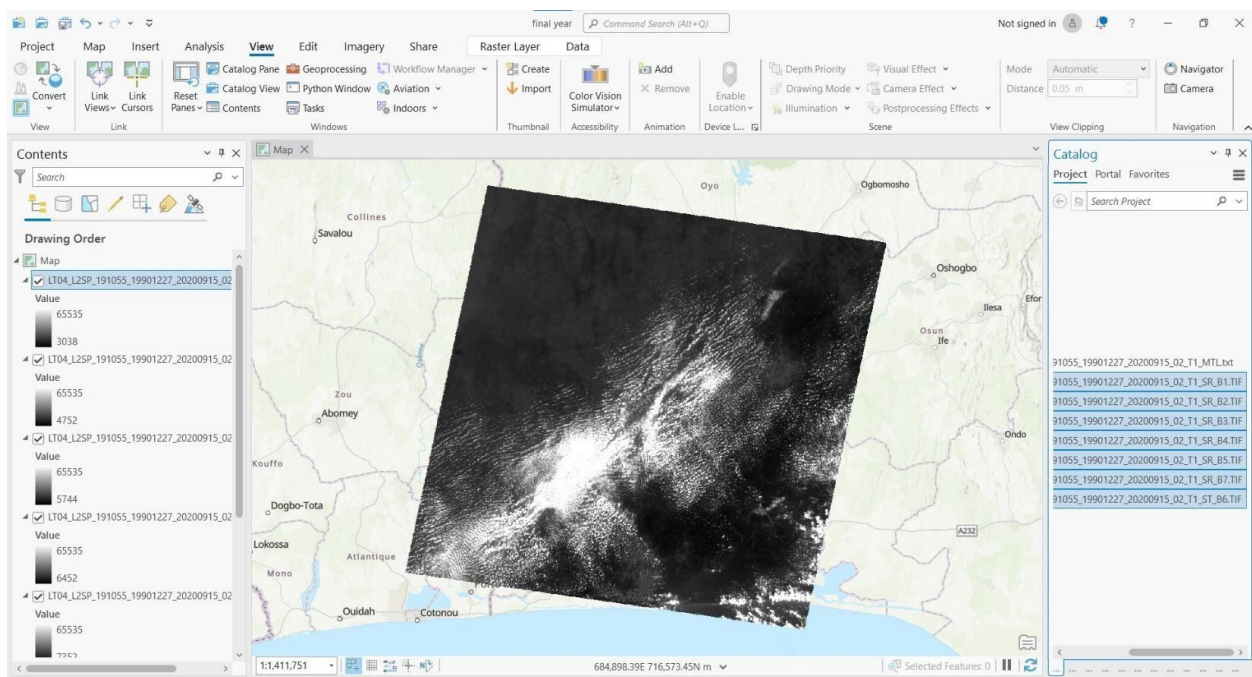 final year
Command Search (Alt+Q)
Not signed in
Project Map Insert Analysis View Edit Imagery Share Raster Layer Data
Convert
Link Views
Link Cursors
Reset Panes
Catalog Pane
Geoprocessing
Workflow Manager
Catalog View
Python Window
Aviation
Contents
Tasks
Indoors
Create
Import
Color Vision Simulator
Add
Remove
Enable Location
Depth Priority
Visual Effect
Drawing Mode
Camera Effect
Illumination
Postprocessing Effects
Mode Automatic
Distance 0.05 m
Navigator
Camera
View Link Windows Thumbnail Accessibility Animation Device L... Scene View Clipping Navigation
Contents
Search
Drawing Order
Map
LT04_L2SP_191055_19901227_20200915_02
Value
65535
3038
LT04_L2SP_191055_19901227_20200915_02
Value
65535
4752
LT04_L2SP_191055_19901227_20200915_02
Value
65535
5744
LT04_L2SP_191055_19901227_20200915_02
Value
65535
6452
LT04_L2SP_191055_19901227_20200915_02
Value
65535
7352
Map
Oyo
Ogbomosho
Collines
Savalou
Oshogbo
Ilesa
Efor
Osun
Ife
Zou
Abomey
Ondo
Kouffo
Dogbo-Tota
A232
Lokossa
Atlantique
Mono
Ouidah
Cotonou
1:1,411,751
684,898.39E 716,573.45N m
Selected Features: 0
Catalog
Project Portal Favorites
Search Project
91055_19901227_20200915_02_T1_MTL.txt
91055_19901227_20200915_02_T1_SR_B1.TIF
91055_19901227_20200915_02_T1_SR_B2.TIF
91055_19901227_20200915_02_T1_SR_B3.TIF
91055_19901227_20200915_02_T1_SR_B4.TIF
91055_19901227_20200915_02_T1_SR_B5.TIF
91055_19901227_20200915_02_T1_SR_B7.TIF
91055_19901227_20200915_02_T1_ST_B6.TIF